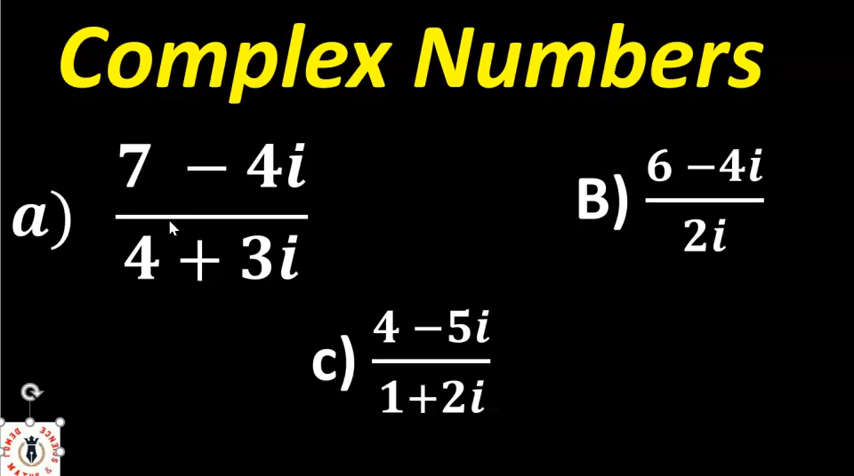 Complex Numbers
a) 7 − 4i / 4 + 3i
B) 6 −4i / 2i
c) 4 −5i / 1+2i